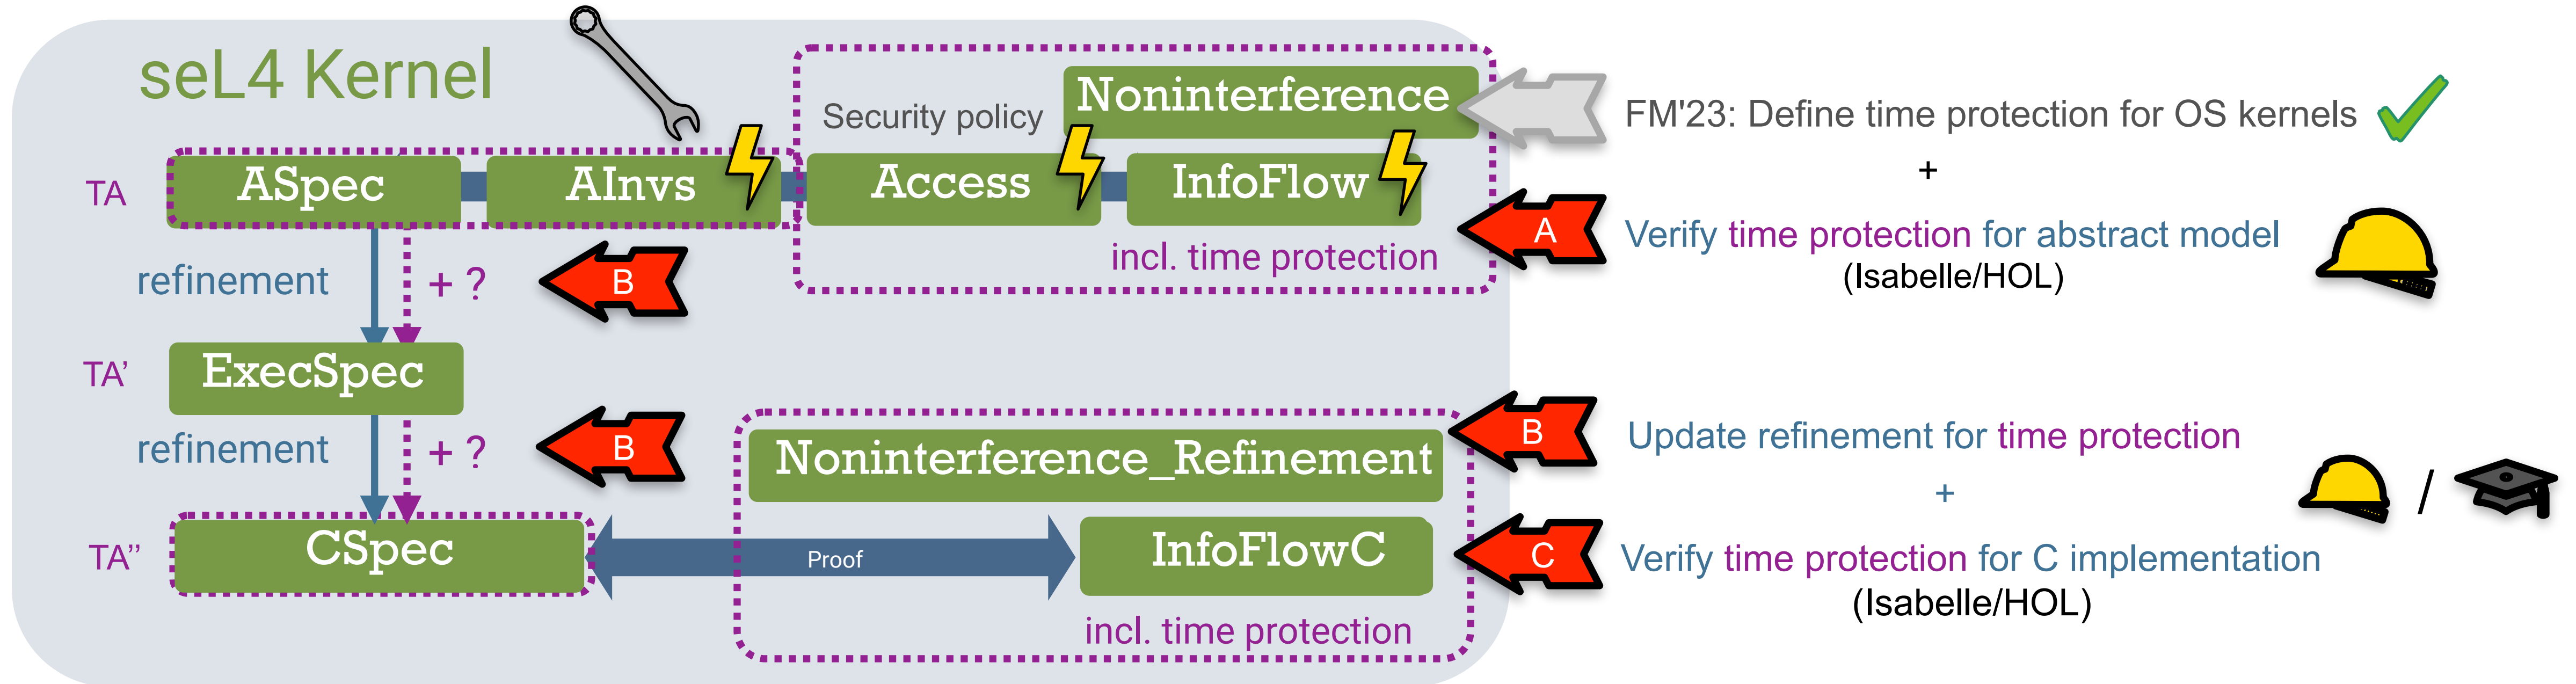 seL4 Kernel
Security policy
Noninterference
FM'23: Define time protection for OS kernels
+
TA
ASpec
AInvs
Access
InfoFlow
A
Verify time protection for abstract model
(Isabelle/HOL)
incl. time protection
refinement
+ ?
B
TA'
ExecSpec
refinement
+ ?
B
Noninterference_Refinement
B
Update refinement for time protection
+
/
TA''
CSpec
Proof
InfoFlowC
C
Verify time protection for C implementation
(Isabelle/HOL)
incl. time protection